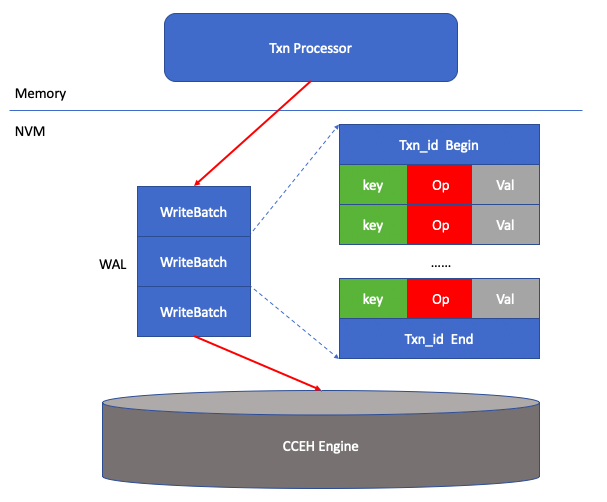 Txn Processor
Memory
NVM
Txn_id Begin
key Op Val
key Op Val
......
key Op Val
Txn_id End
WAL
WriteBatch
WriteBatch
WriteBatch
CCEH Engine